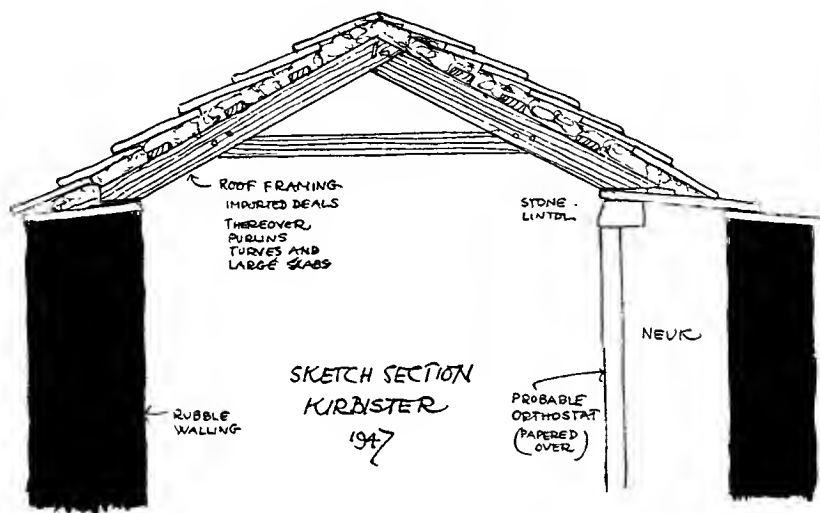 ROOF FRAMING
IMPORTED DEALS
THEREOVER
PURLINS
TURVES AND
LARGE SLABS
STONE.
LINTOL
NEUK
SKETCH SECTION
KIRBISTER
1947
RUBBLE
WALLING
PROBABLE
ORTHOSTAT
(PAPERED
OVER)